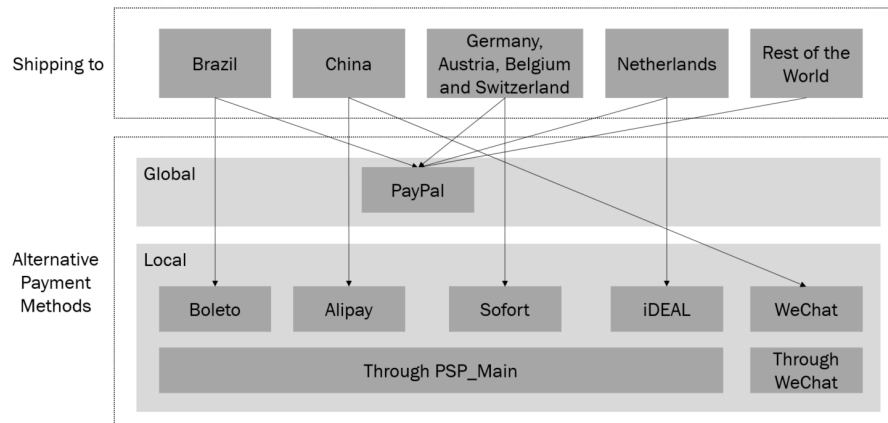 Shipping to
Brazil
China
Germany,
Austria, Belgium
and Switzerland
Netherlands
Rest of the
World
Alternative
Payment
Methods
Global
PayPal
Local
Boleto
Alipay
Sofort
iDEAL
WeChat
Through PSP_Main
Through
WeChat